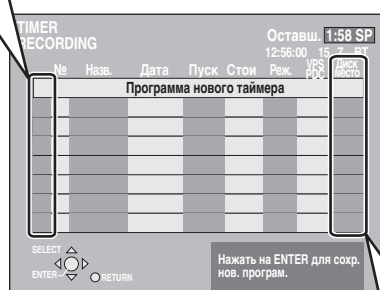 TIMER
RECORDING
Оставш. 1:58 SP
12:56:00 15. 7. ВТ
№ Назв. Дата Пуск Стои Реж. VPS PDC Диск место
Программа нового таймера
SELECT
ENTER
RETURN
Нажать на ENTER для сохр.
нов. програм.